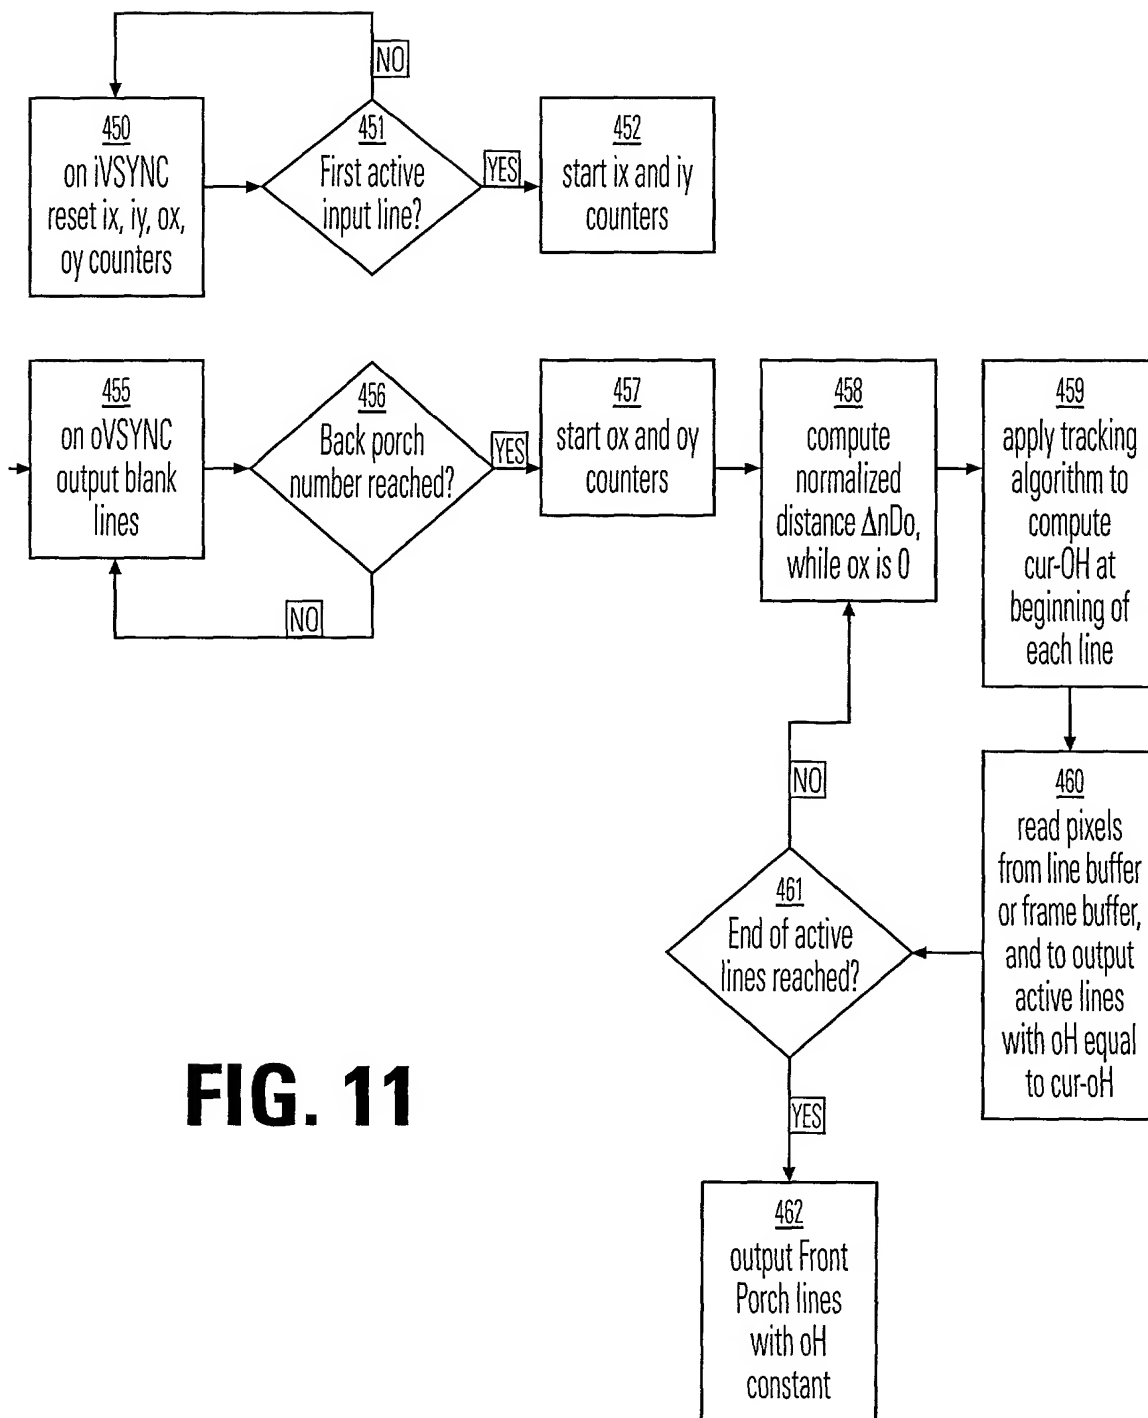 NO
450
on iVSYNC
reset ix, iy, ox,
oy counters
451
First active
input line?
YES
452
start ix and iy
counters
455
on oVSYNC
output blank
lines
456
Back porch
number reached?
YES
NO
457
start ox and oy
counters
458
compute
normalized
distance ΔnDo,
while ox is 0
459
apply tracking
algorithm to
compute
cur-OH at
beginning of
each line
460
read pixels
from line buffer
or frame buffer,
and to output
active lines
with oH equal
to cur-oH
NO
461
End of active
lines reached?
YES
462
output Front
Porch lines
with oH
constant
FIG. 11